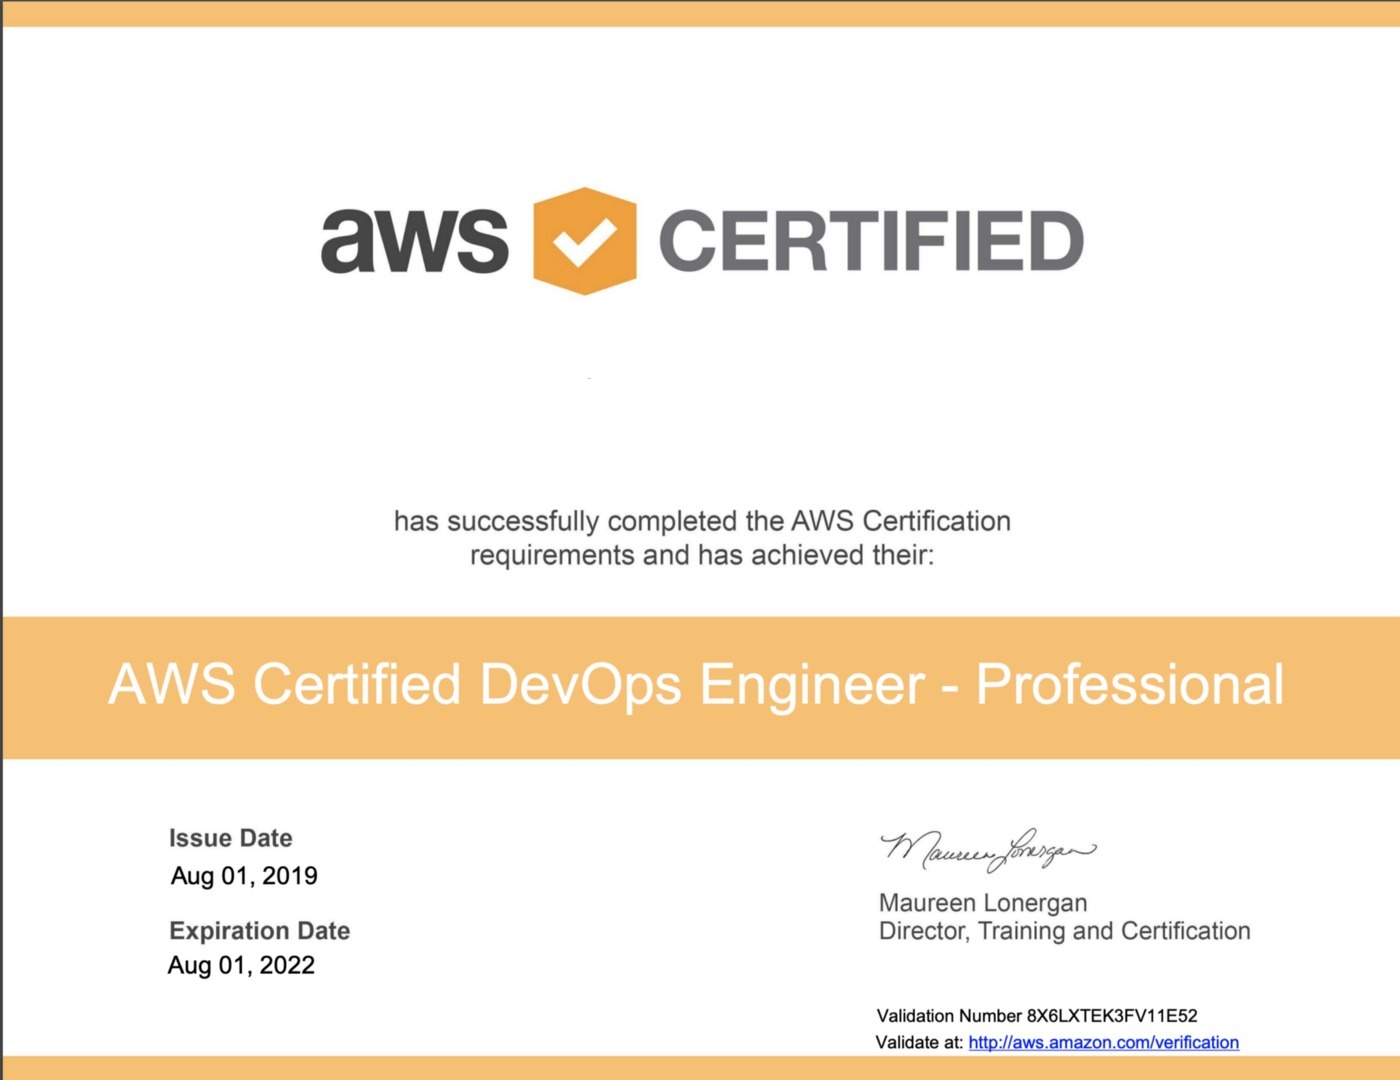 aws CERTIFIED
has successfully completed the AWS Certification
requirements and has achieved their:
AWS Certified DevOps Engineer - Professional
Issue Date
Aug 01, 2019
Expiration Date
Aug 01, 2022
Maureen Lonergan
Maureen Lonergan
Director, Training and Certification
Validation Number 8X6LXTEK3FV11E52
Validate at: http://aws.amazon.com/verification